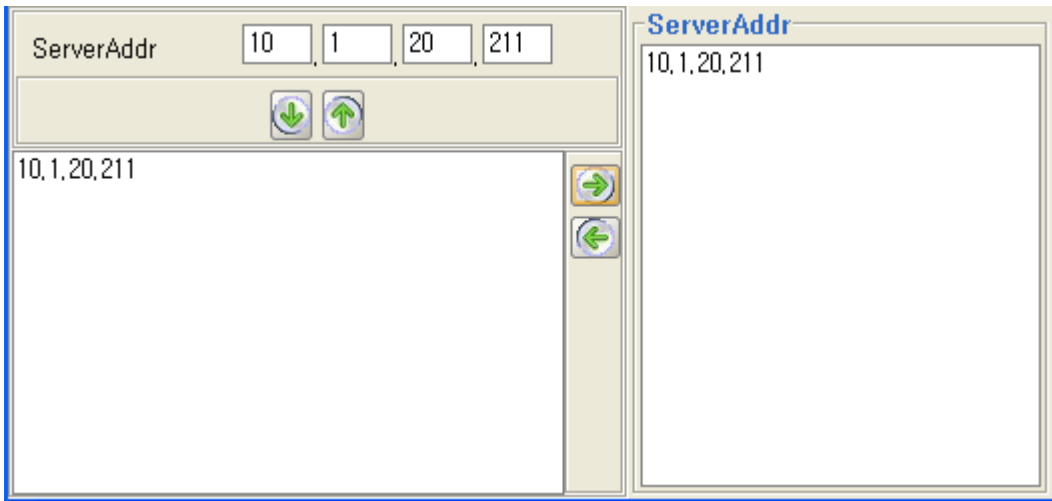 ServerAddr 10 . 1 . 20 . 211
10,1,20,211
ServerAddr
10,1,20,211